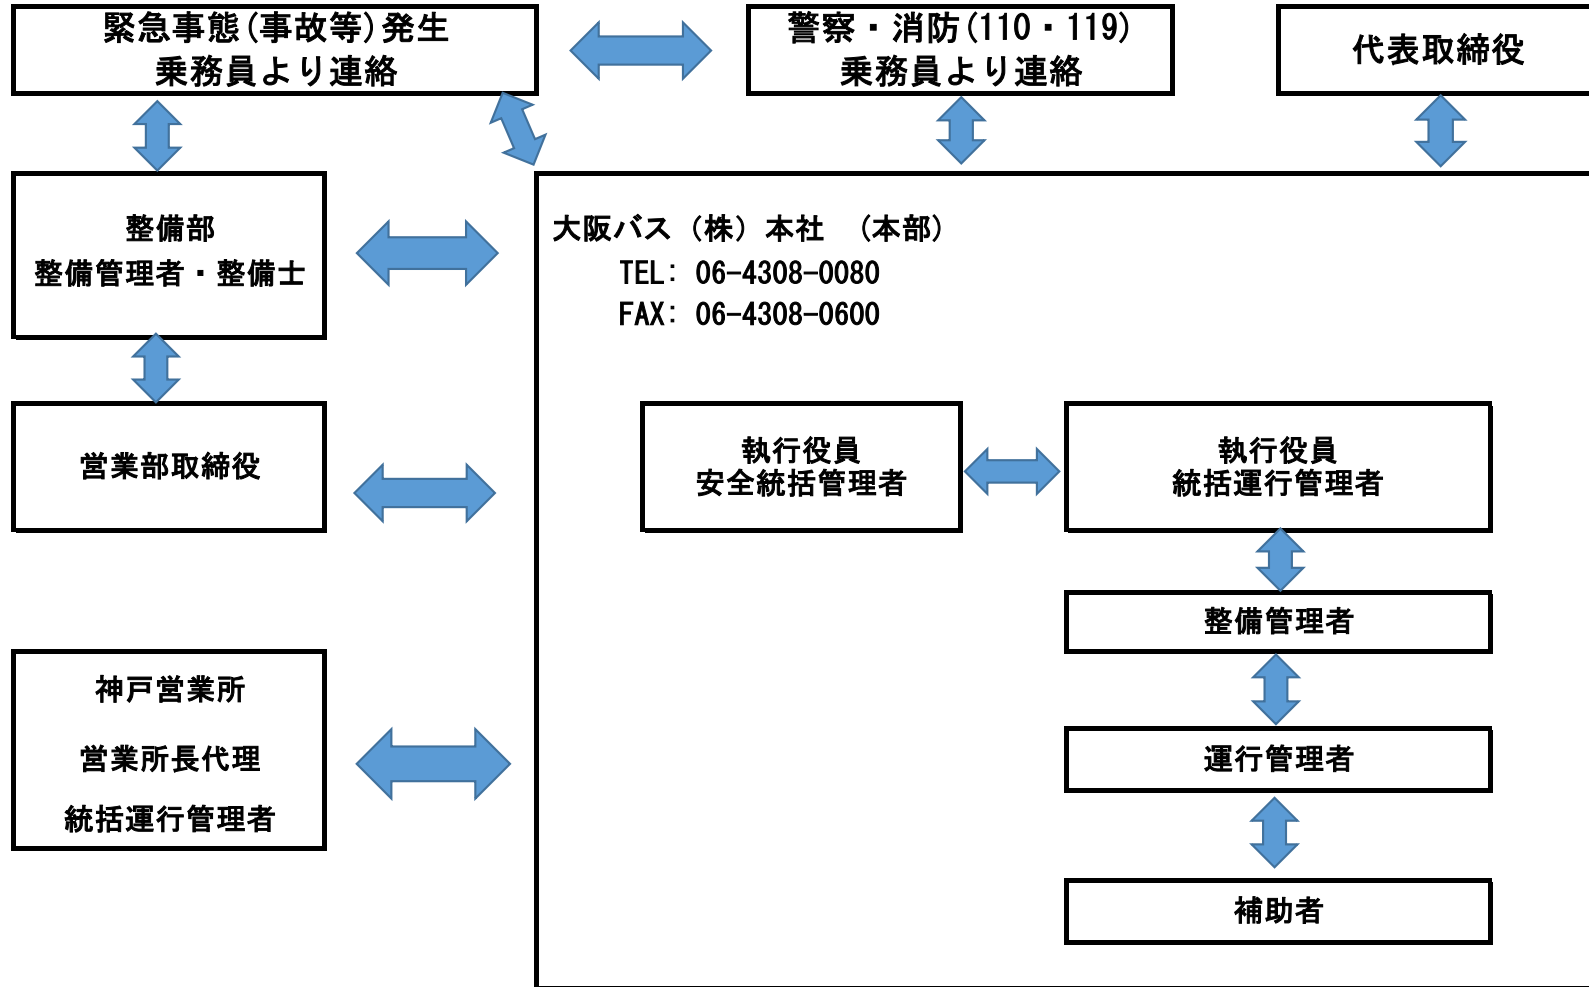 緊急事態(事故等)発生
乗務員より連絡
警察・消防(110・119)
乗務員より連絡
代表取締役
整備部
整備管理者・整備士
大阪バス（株）本社　（本部）
TEL: 06-4308-0080
FAX: 06-4308-0600
営業部取締役
執行役員
安全統括管理者
執行役員
統括運行管理者
整備管理者
神戸営業所
営業所長代理
統括運行管理者
運行管理者
補助者